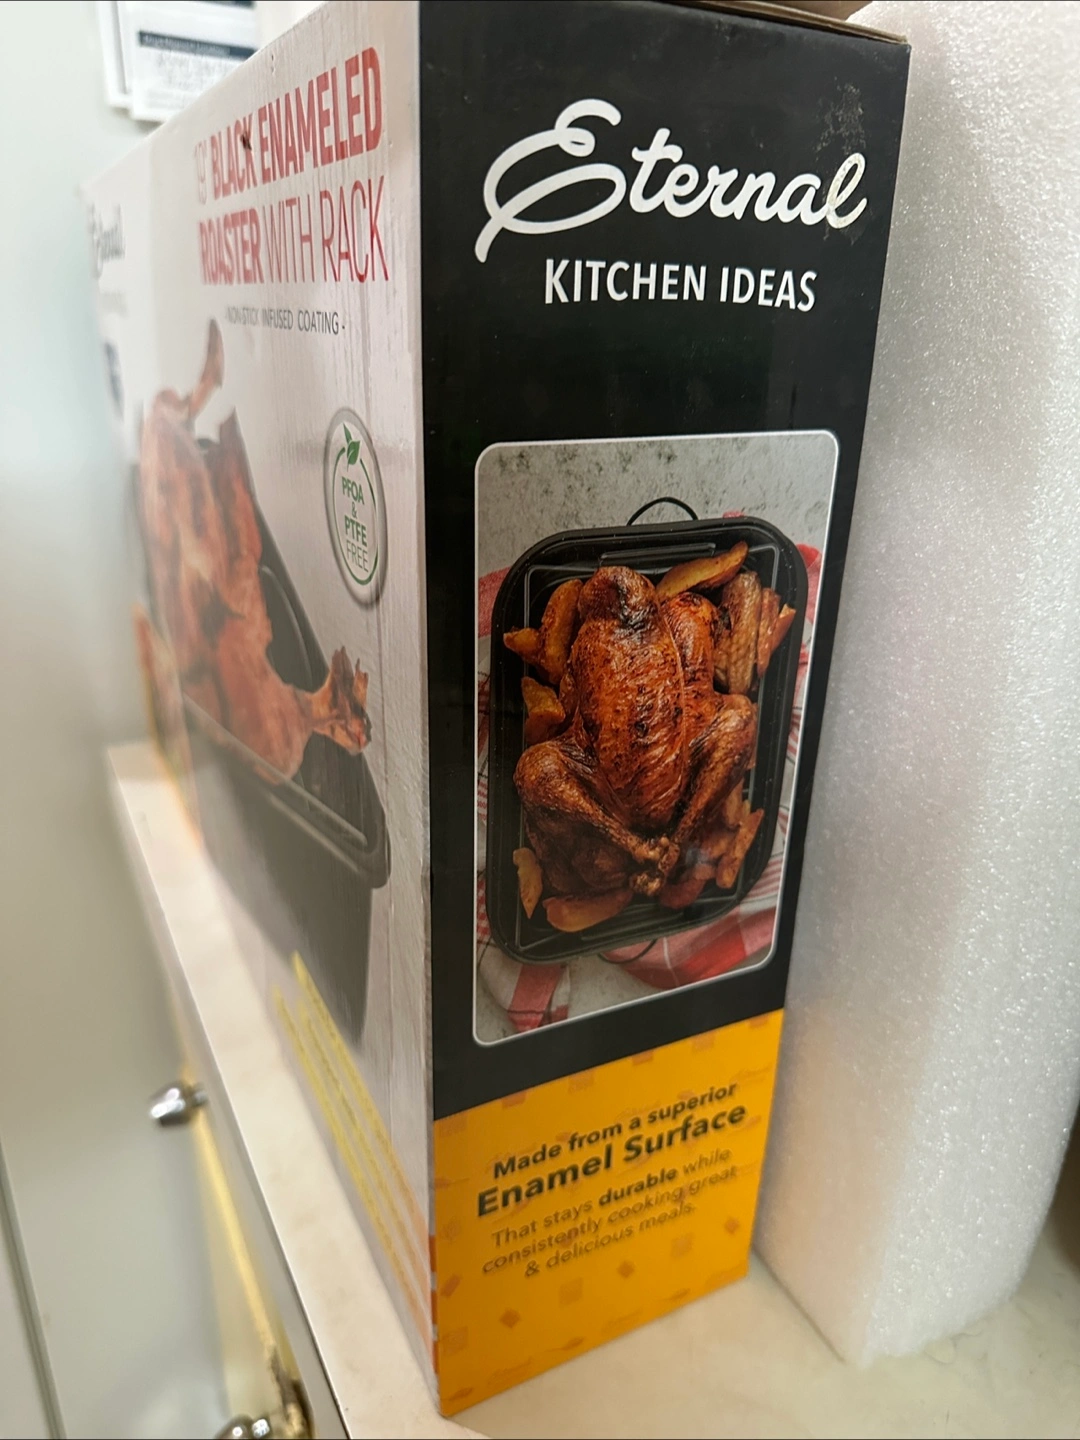 19" BLACK ENAMELED
ROASTER WITH RACK
- NON-STICK INFUSED COATING -
PFOA
&
PTFE
FREE
Eternal
KITCHEN IDEAS
Made from a superior
Enamel Surface
That stays durable while
consistently cooking great
& delicious meals.